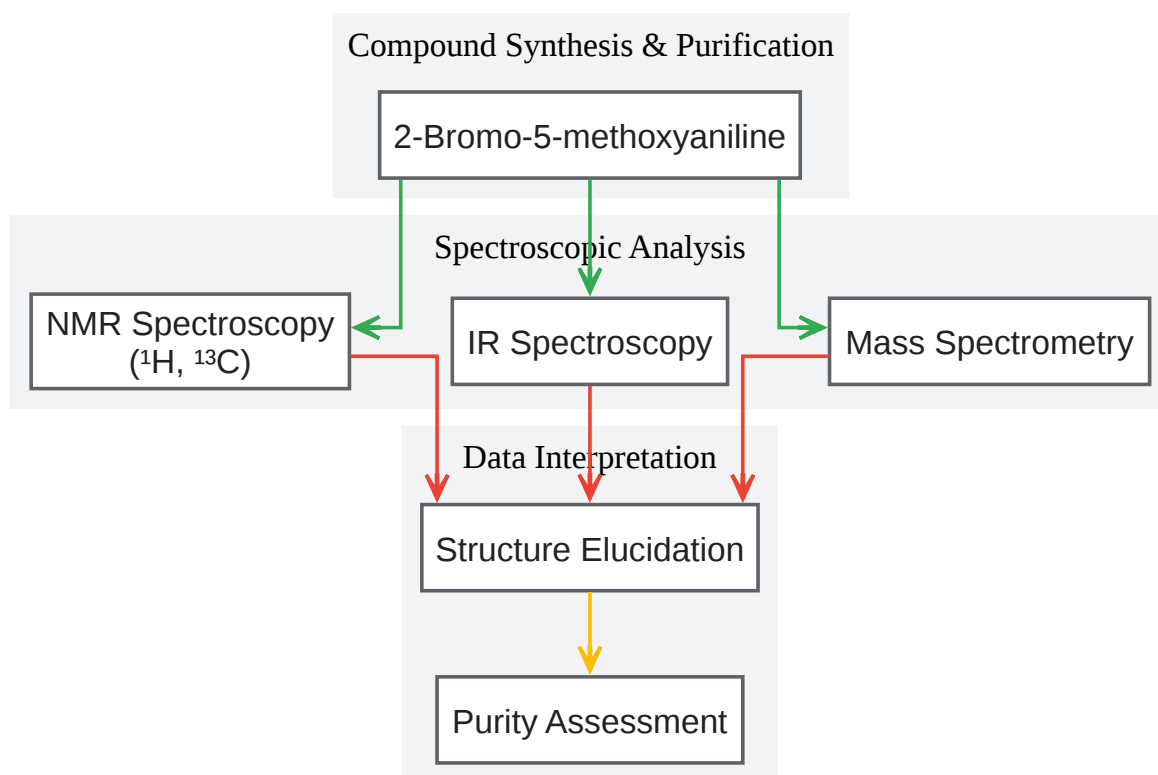 Compound Synthesis & Purification
2-Bromo-5-methoxyaniline
Spectroscopic Analysis
NMR Spectroscopy
(¹H, ¹³C)
IR Spectroscopy
Mass Spectrometry
Data Interpretation
Structure Elucidation
Purity Assessment